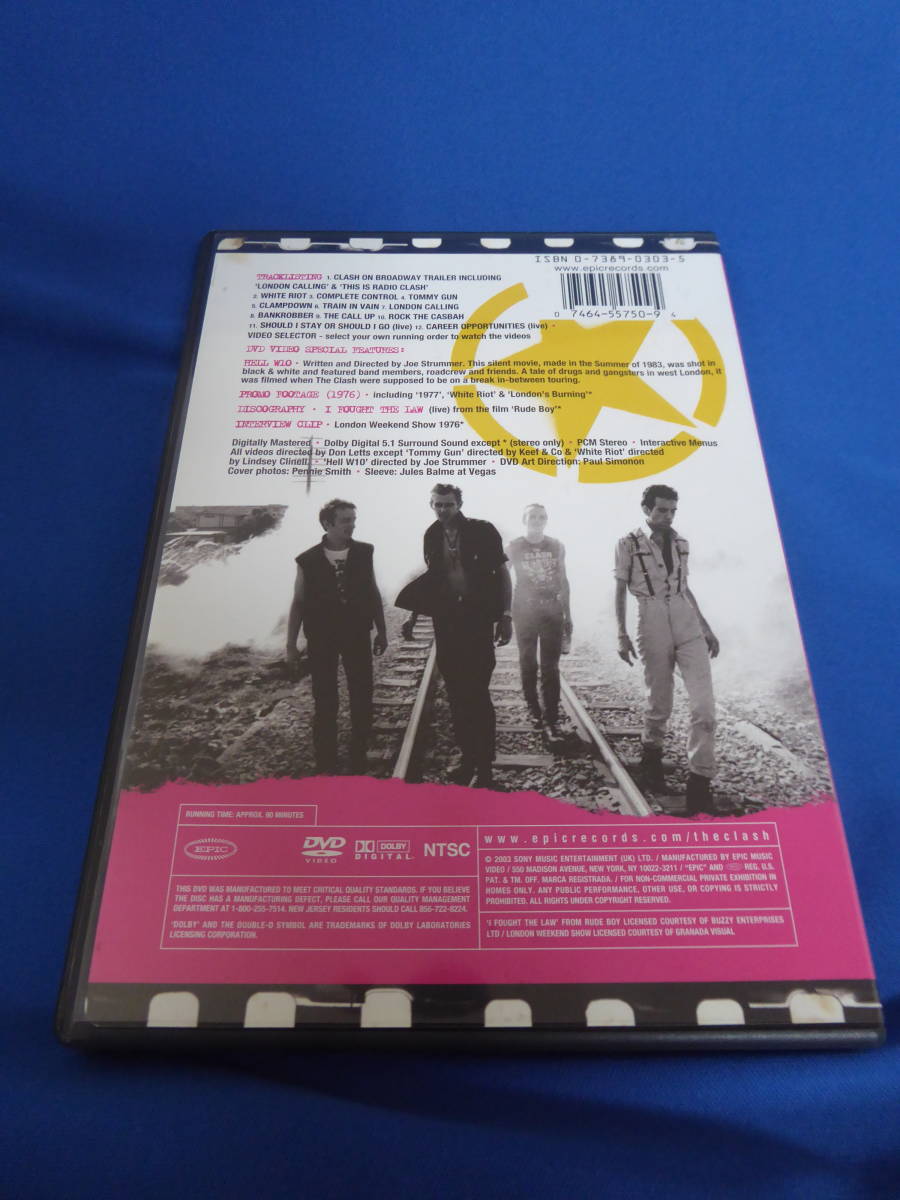 ISBN 0-7389-0303-5
www.epicrecords.com
0 7464-55750-9 4
TRACKLISTING 1. CLASH ON BROADWAY TRAILER INCLUDING
'LONDON CALLING' & 'THIS IS RADIO CLASH'
2. WHITE RIOT 3. COMPLETE CONTROL 4. TOMMY GUN
5. CLAMPDOWN 6. TRAIN IN VAIN 7. LONDON CALLING
8. BANKROBBER 9. THE CALL UP 10. ROCK THE CASBAH
11. SHOULD I STAY OR SHOULD I GO (live) 12. CAREER OPPORTUNITIES (live) •
VIDEO SELECTOR - select your own running order to watch the videos
DVD VIDEO SPECIAL FEATURES:
HELL W10 • Written and Directed by Joe Strummer. This silent movie, made in the Summer of 1983, was shot in
black & white and featured band members, roadcrew and friends. A tale of drugs and gangsters in west London, it
was filmed when The Clash were supposed to be on a break in-between touring.
PROMO FOOTAGE (1976) • including '1977', 'White Riot' & 'London's Burning'*
DISCOGRAPHY • I FOUGHT THE LAW (live) from the film 'Rude Boy'*
INTERVIEW CLIP • London Weekend Show 1976*
Digitally Mastered • Dolby Digital 5.1 Surround Sound except * (stereo only) • PCM Stereo • Interactive Menus
All videos directed by Don Letts except 'Tommy Gun' directed by Keef & Co & 'White Riot' directed
by Lindsey Clinell. • 'Hell W10' directed by Joe Strummer • DVD Art Direction: Paul Simonon
Cover photos: Pennie Smith • Sleeve: Jules Balme at Vegas
THE CLASH
RUNNING TIME: APPROX. 90 MINUTES
EPIC
DVD VIDEO
DOLBY DIGITAL
NTSC
THIS DVD WAS MANUFACTURED TO MEET CRITICAL QUALITY STANDARDS. IF YOU BELIEVE
THE DISC HAS A MANUFACTURING DEFECT, PLEASE CALL OUR QUALITY MANAGEMENT
DEPARTMENT AT 1-800-255-7514. NEW JERSEY RESIDENTS SHOULD CALL 856-722-8224.
'DOLBY' AND THE DOUBLE-D SYMBOL ARE TRADEMARKS OF DOLBY LABORATORIES
LICENSING CORPORATION.
www.epicrecords.com/theclash
© 2003 SONY MUSIC ENTERTAINMENT (UK) LTD. / MANUFACTURED BY EPIC MUSIC
VIDEO / 550 MADISON AVENUE, NEW YORK, NY 10022-3211 / "EPIC" AND EPIC REG. U.S.
PAT. & TM. OFF. MARCA REGISTRADA. / FOR NON-COMMERCIAL PRIVATE EXHIBITION IN
HOMES ONLY. ANY PUBLIC PERFORMANCE, OTHER USE, OR COPYING IS STRICTLY
PROHIBITED. ALL RIGHTS UNDER COPYRIGHT RESERVED.
'I FOUGHT THE LAW' FROM RUDE BOY LICENSED COURTESY OF BUZZY ENTERPRISES
LTD / LONDON WEEKEND SHOW LICENSED COURTESY OF GRANADA VISUAL